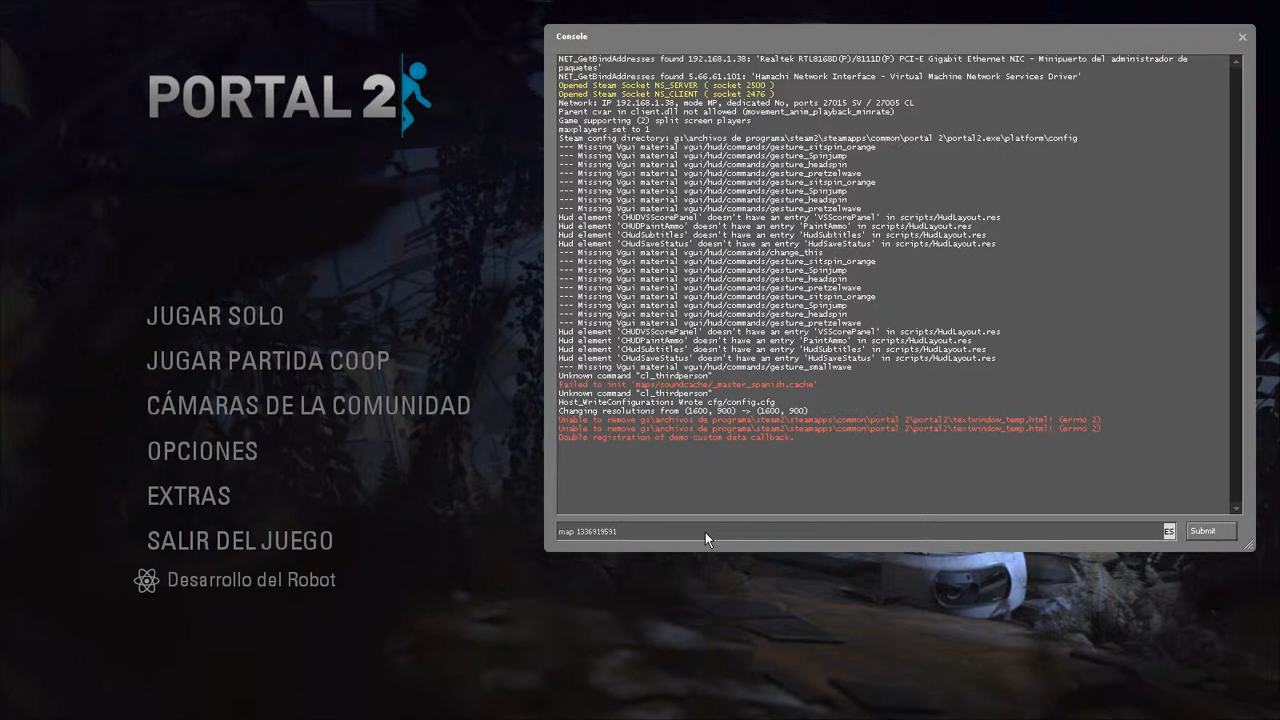 PORTAL 2
JUGAR SOLO
JUGAR PARTIDA COOP
CÁMARAS DE LA COMUNIDAD
OPCIONES
EXTRAS
SALIR DEL JUEGO
Desarrollo del Robot
Console
NET_GetBindAddresses found 192.168.1.38: 'Realtek RTL8168D(P)/8111D(P) PCI-E Gigabit Ethernet NIC - Minipuerto del administrador de
paquetes'
NET_GetBindAddresses found 5.66.61.101: 'Hamachi Network Interface - Virtual Machine Network Services Driver'
Opened Steam Socket NS_SERVER ( socket 2500 )
Opened Steam Socket NS_CLIENT ( socket 2476 )
Network: IP 192.168.1.38, mode MP, dedicated No, ports 27015 SV / 27005 CL
Parent cvar in client.dll not allowed (movement_anim_playback_minrate)
Game supporting (2) split screen players
maxplayers set to 1
Steam config directory: g:\archivos de programa\steam2\steamapps\common\portal 2\portal2.exe\platform\config
--- Missing Vgui material vgui/hud/commands/gesture_sitspin_orange
--- Missing Vgui material vgui/hud/commands/gesture_Spinjump
--- Missing Vgui material vgui/hud/commands/gesture_headspin
--- Missing Vgui material vgui/hud/commands/gesture_pretzelwave
--- Missing Vgui material vgui/hud/commands/gesture_sitspin_orange
--- Missing Vgui material vgui/hud/commands/gesture_Spinjump
--- Missing Vgui material vgui/hud/commands/gesture_headspin
--- Missing Vgui material vgui/hud/commands/gesture_pretzelwave
Hud element 'CHUDVSScorePanel' doesn't have an entry 'VSScorePanel' in scripts/HudLayout.res
Hud element 'CHUDPaintAmmo' doesn't have an entry 'PaintAmmo' in scripts/HudLayout.res
Hud element 'CHudSubtitles' doesn't have an entry 'HudSubtitles' in scripts/HudLayout.res
Hud element 'CHudSaveStatus' doesn't have an entry 'HudSaveStatus' in scripts/HudLayout.res
--- Missing Vgui material vgui/hud/commands/change_this
--- Missing Vgui material vgui/hud/commands/gesture_sitspin_orange
--- Missing Vgui material vgui/hud/commands/gesture_Spinjump
--- Missing Vgui material vgui/hud/commands/gesture_headspin
--- Missing Vgui material vgui/hud/commands/gesture_pretzelwave
--- Missing Vgui material vgui/hud/commands/gesture_sitspin_orange
--- Missing Vgui material vgui/hud/commands/gesture_Spinjump
--- Missing Vgui material vgui/hud/commands/gesture_headspin
--- Missing Vgui material vgui/hud/commands/gesture_pretzelwave
Hud element 'CHUDVSScorePanel' doesn't have an entry 'VSScorePanel' in scripts/HudLayout.res
Hud element 'CHUDPaintAmmo' doesn't have an entry 'PaintAmmo' in scripts/HudLayout.res
Hud element 'CHudSubtitles' doesn't have an entry 'HudSubtitles' in scripts/HudLayout.res
Hud element 'CHudSaveStatus' doesn't have an entry 'HudSaveStatus' in scripts/HudLayout.res
--- Missing Vgui material vgui/hud/commands/gesture_smallwave
Unknown command "cl_thirdperson"
Failed to init 'maps/soundcache/_master_spanish.cache'
Unknown command "cl_thirdperson"
Host_WriteConfiguration: Wrote cfg/config.cfg
Changing resolutions from (1600, 900) -> (1600, 900)
Unable to remove g:\archivos de programa\steam2\steamapps\common\portal 2\portal2\textwindow_temp.html! (errno 2)
Unable to remove g:\archivos de programa\steam2\steamapps\common\portal 2\portal2\textwindow_temp.html! (errno 2)
Double registration of demo custom data callback.
map 1336919591
ES
Submit